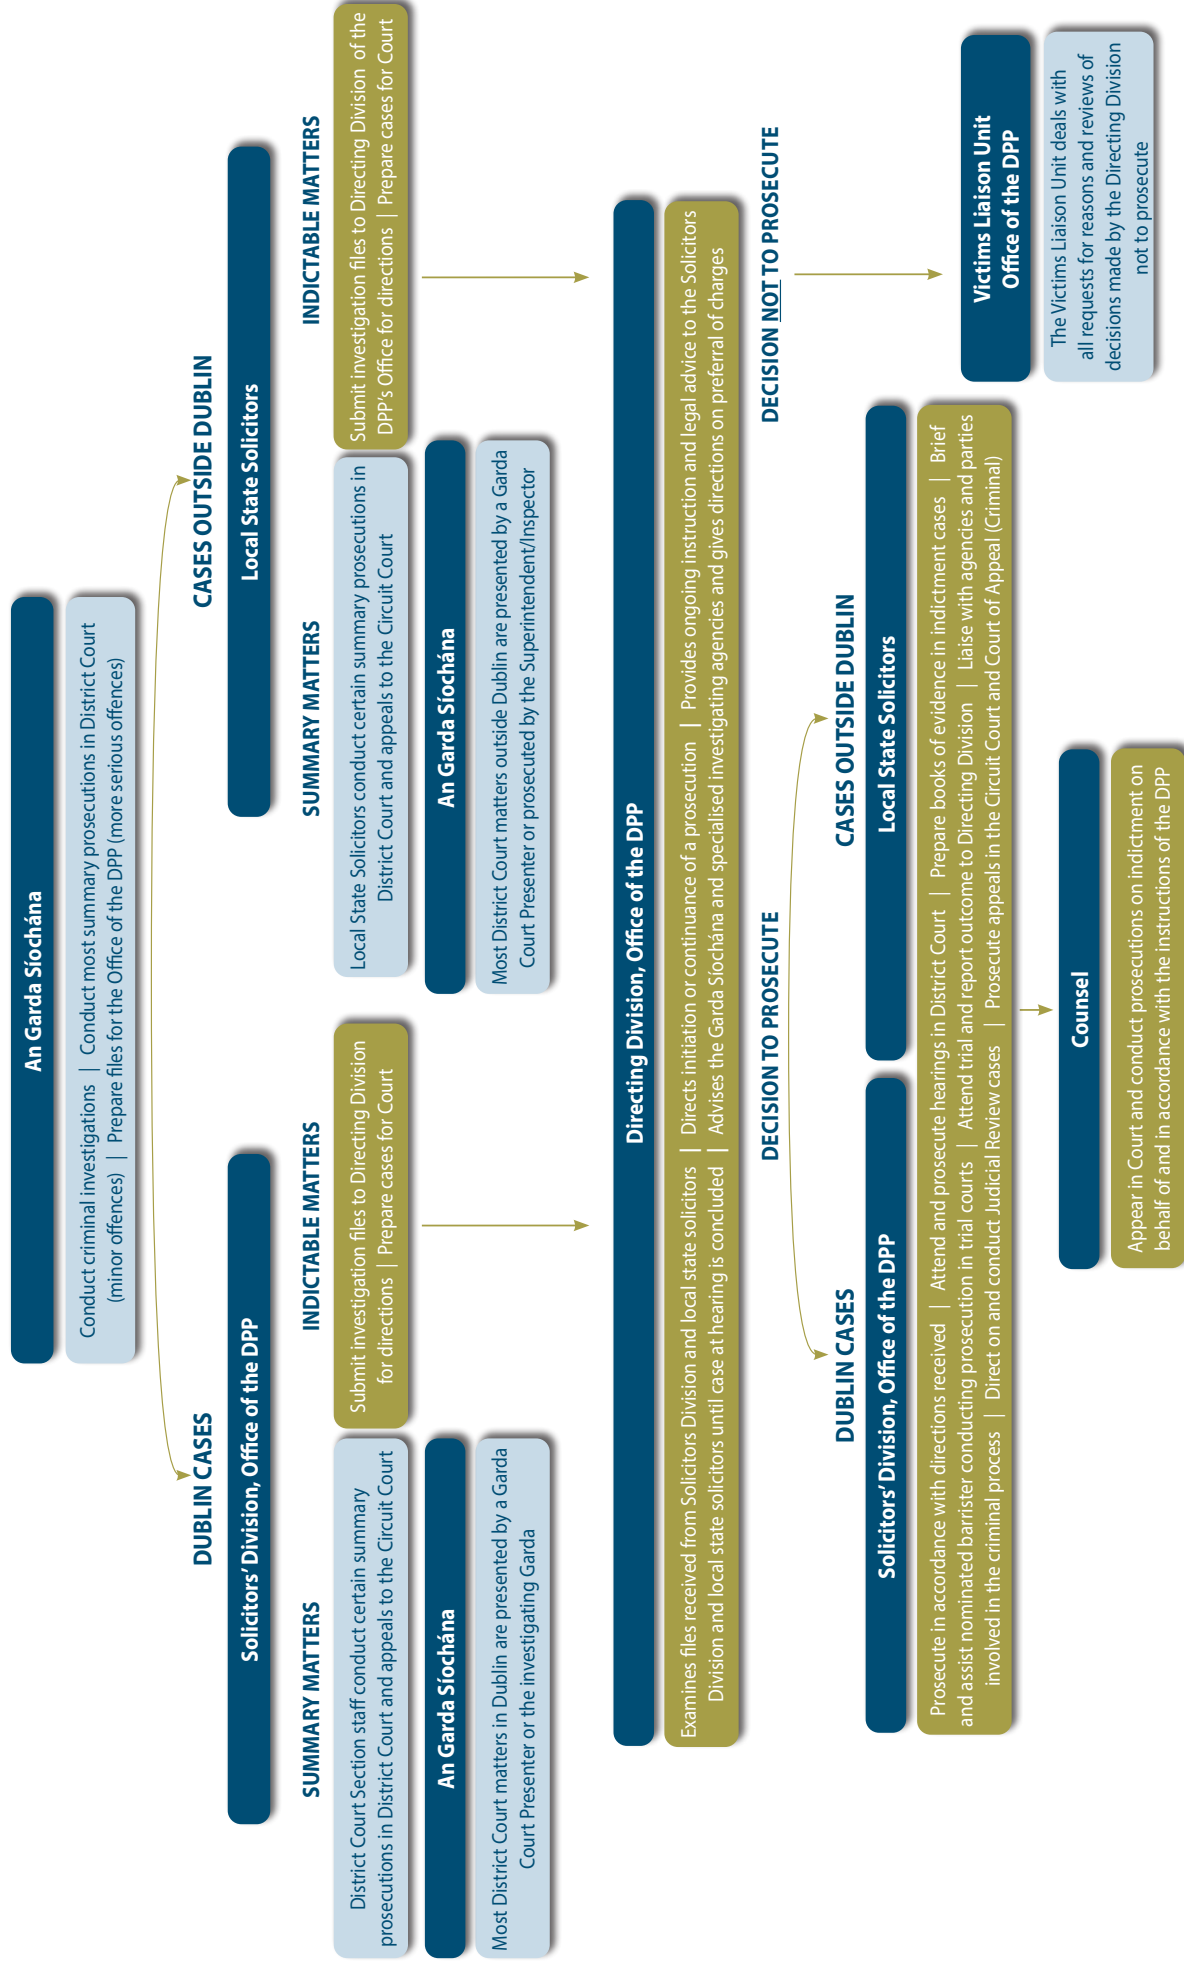 An Garda Síochána
Conduct criminal investigations | Conduct most summary prosecutions in District Court
(minor offences) | Prepare files for the Office of the DPP (more serious offences)
DUBLIN CASES
Solicitors’ Division, Office of the DPP
SUMMARY MATTERS
District Court Section staff conduct certain summary
prosecutions in District Court and appeals to the Circuit Court
An Garda Síochána
Most District Court matters in Dublin are presented by a Garda
Court Presenter or the investigating Garda
INDICTABLE MATTERS
Submit investigation files to Directing Division
for directions | Prepare cases for Court
CASES OUTSIDE DUBLIN
Local State Solicitors
SUMMARY MATTERS
Local State Solicitors conduct certain summary prosecutions in
District Court and appeals to the Circuit Court
An Garda Síochána
Most District Court matters outside Dublin are presented by a Garda
Court Presenter or prosecuted by the Superintendent/Inspector
INDICTABLE MATTERS
Submit investigation files to Directing Division of the
DPP’s Office for directions | Prepare cases for Court
Directing Division, Office of the DPP
Examines files received from Solicitors Division and local state solicitors | Directs initiation or continuance of a prosecution | Provides ongoing instruction and legal advice to the Solicitors
Division and local state solicitors until case at hearing is concluded | Advises the Garda Síochána and specialised investigating agencies and gives directions on preferral of charges
DECISION TO PROSECUTE
DUBLIN CASES
Solicitors’ Division, Office of the DPP
CASES OUTSIDE DUBLIN
Local State Solicitors
Prosecute in accordance with directions received | Attend and prosecute hearings in District Court | Prepare books of evidence in indictment cases | Brief
and assist nominated barrister conducting prosecution in trial courts | Attend trial and report outcome to Directing Division | Liaise with agencies and parties
involved in the criminal process | Direct on and conduct Judicial Review cases | Prosecute appeals in the Circuit Court and Court of Appeal (Criminal)
Counsel
Appear in Court and conduct prosecutions on indictment on
behalf of and in accordance with the instructions of the DPP
DECISION NOT TO PROSECUTE
Victims Liaison Unit
Office of the DPP
The Victims Liaison Unit deals with
all requests for reasons and reviews of
decisions made by the Directing Division
not to prosecute